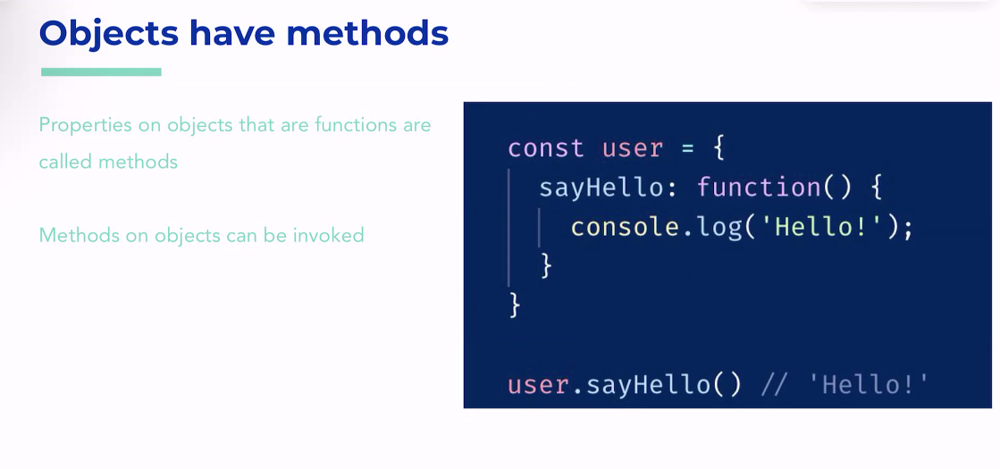 Objects have methods
Properties on objects that are functions are
called methods
Methods on objects can be invoked
const user = {
sayHello: function() {
console.log('Hello!');
}
}
user.sayHello() // 'Hello!'